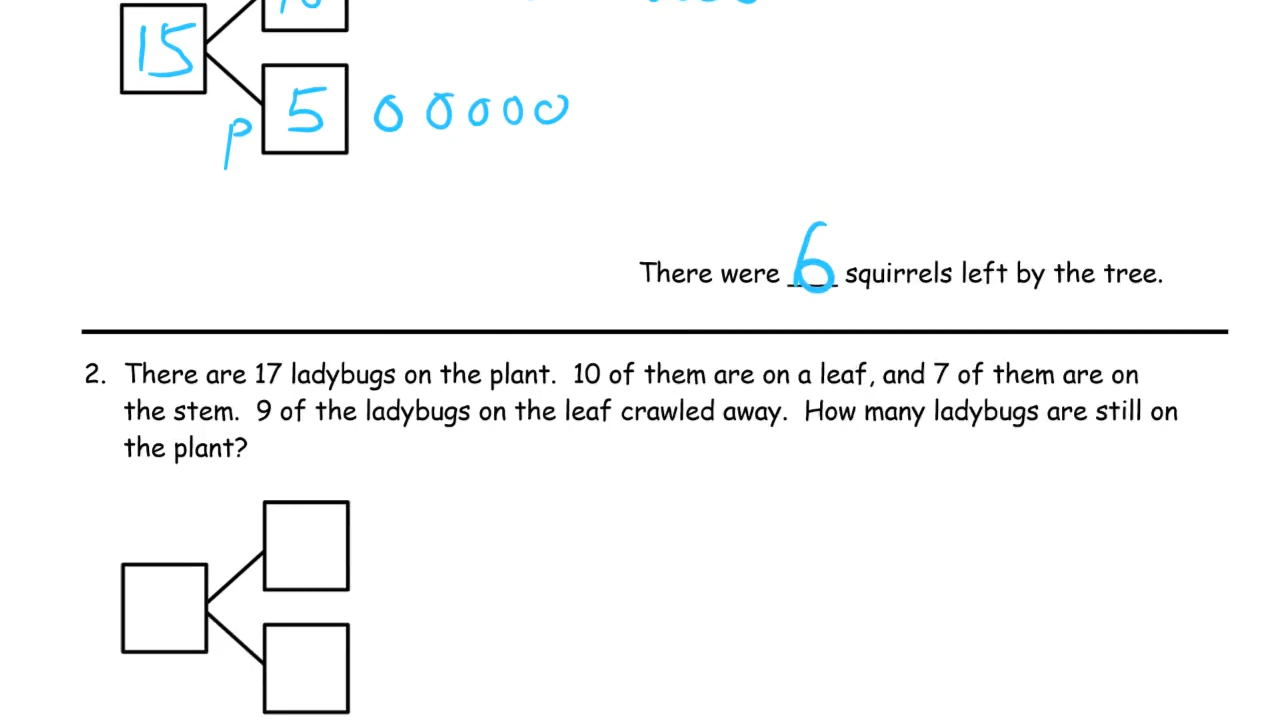 15
p 5 00000
There were 6 squirrels left by the tree.
2. There are 17 ladybugs on the plant. 10 of them are on a leaf, and 7 of them are on
the stem. 9 of the ladybugs on the leaf crawled away. How many ladybugs are still on
the plant?